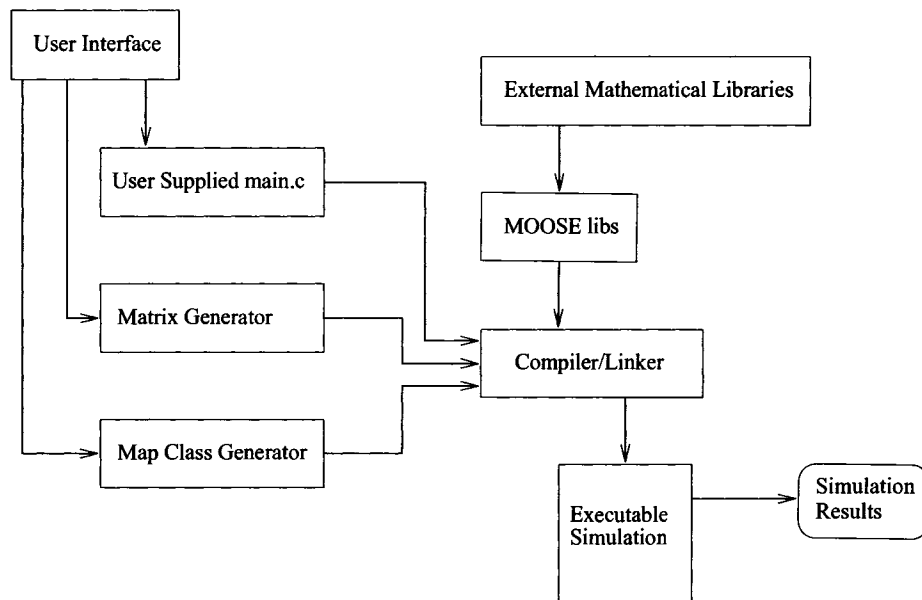 User Interface
External Mathematical Libraries
User Supplied main.c
MOOSE libs
Matrix Generator
Compiler/Linker
Map Class Generator
Executable
Simulation
Simulation
Results